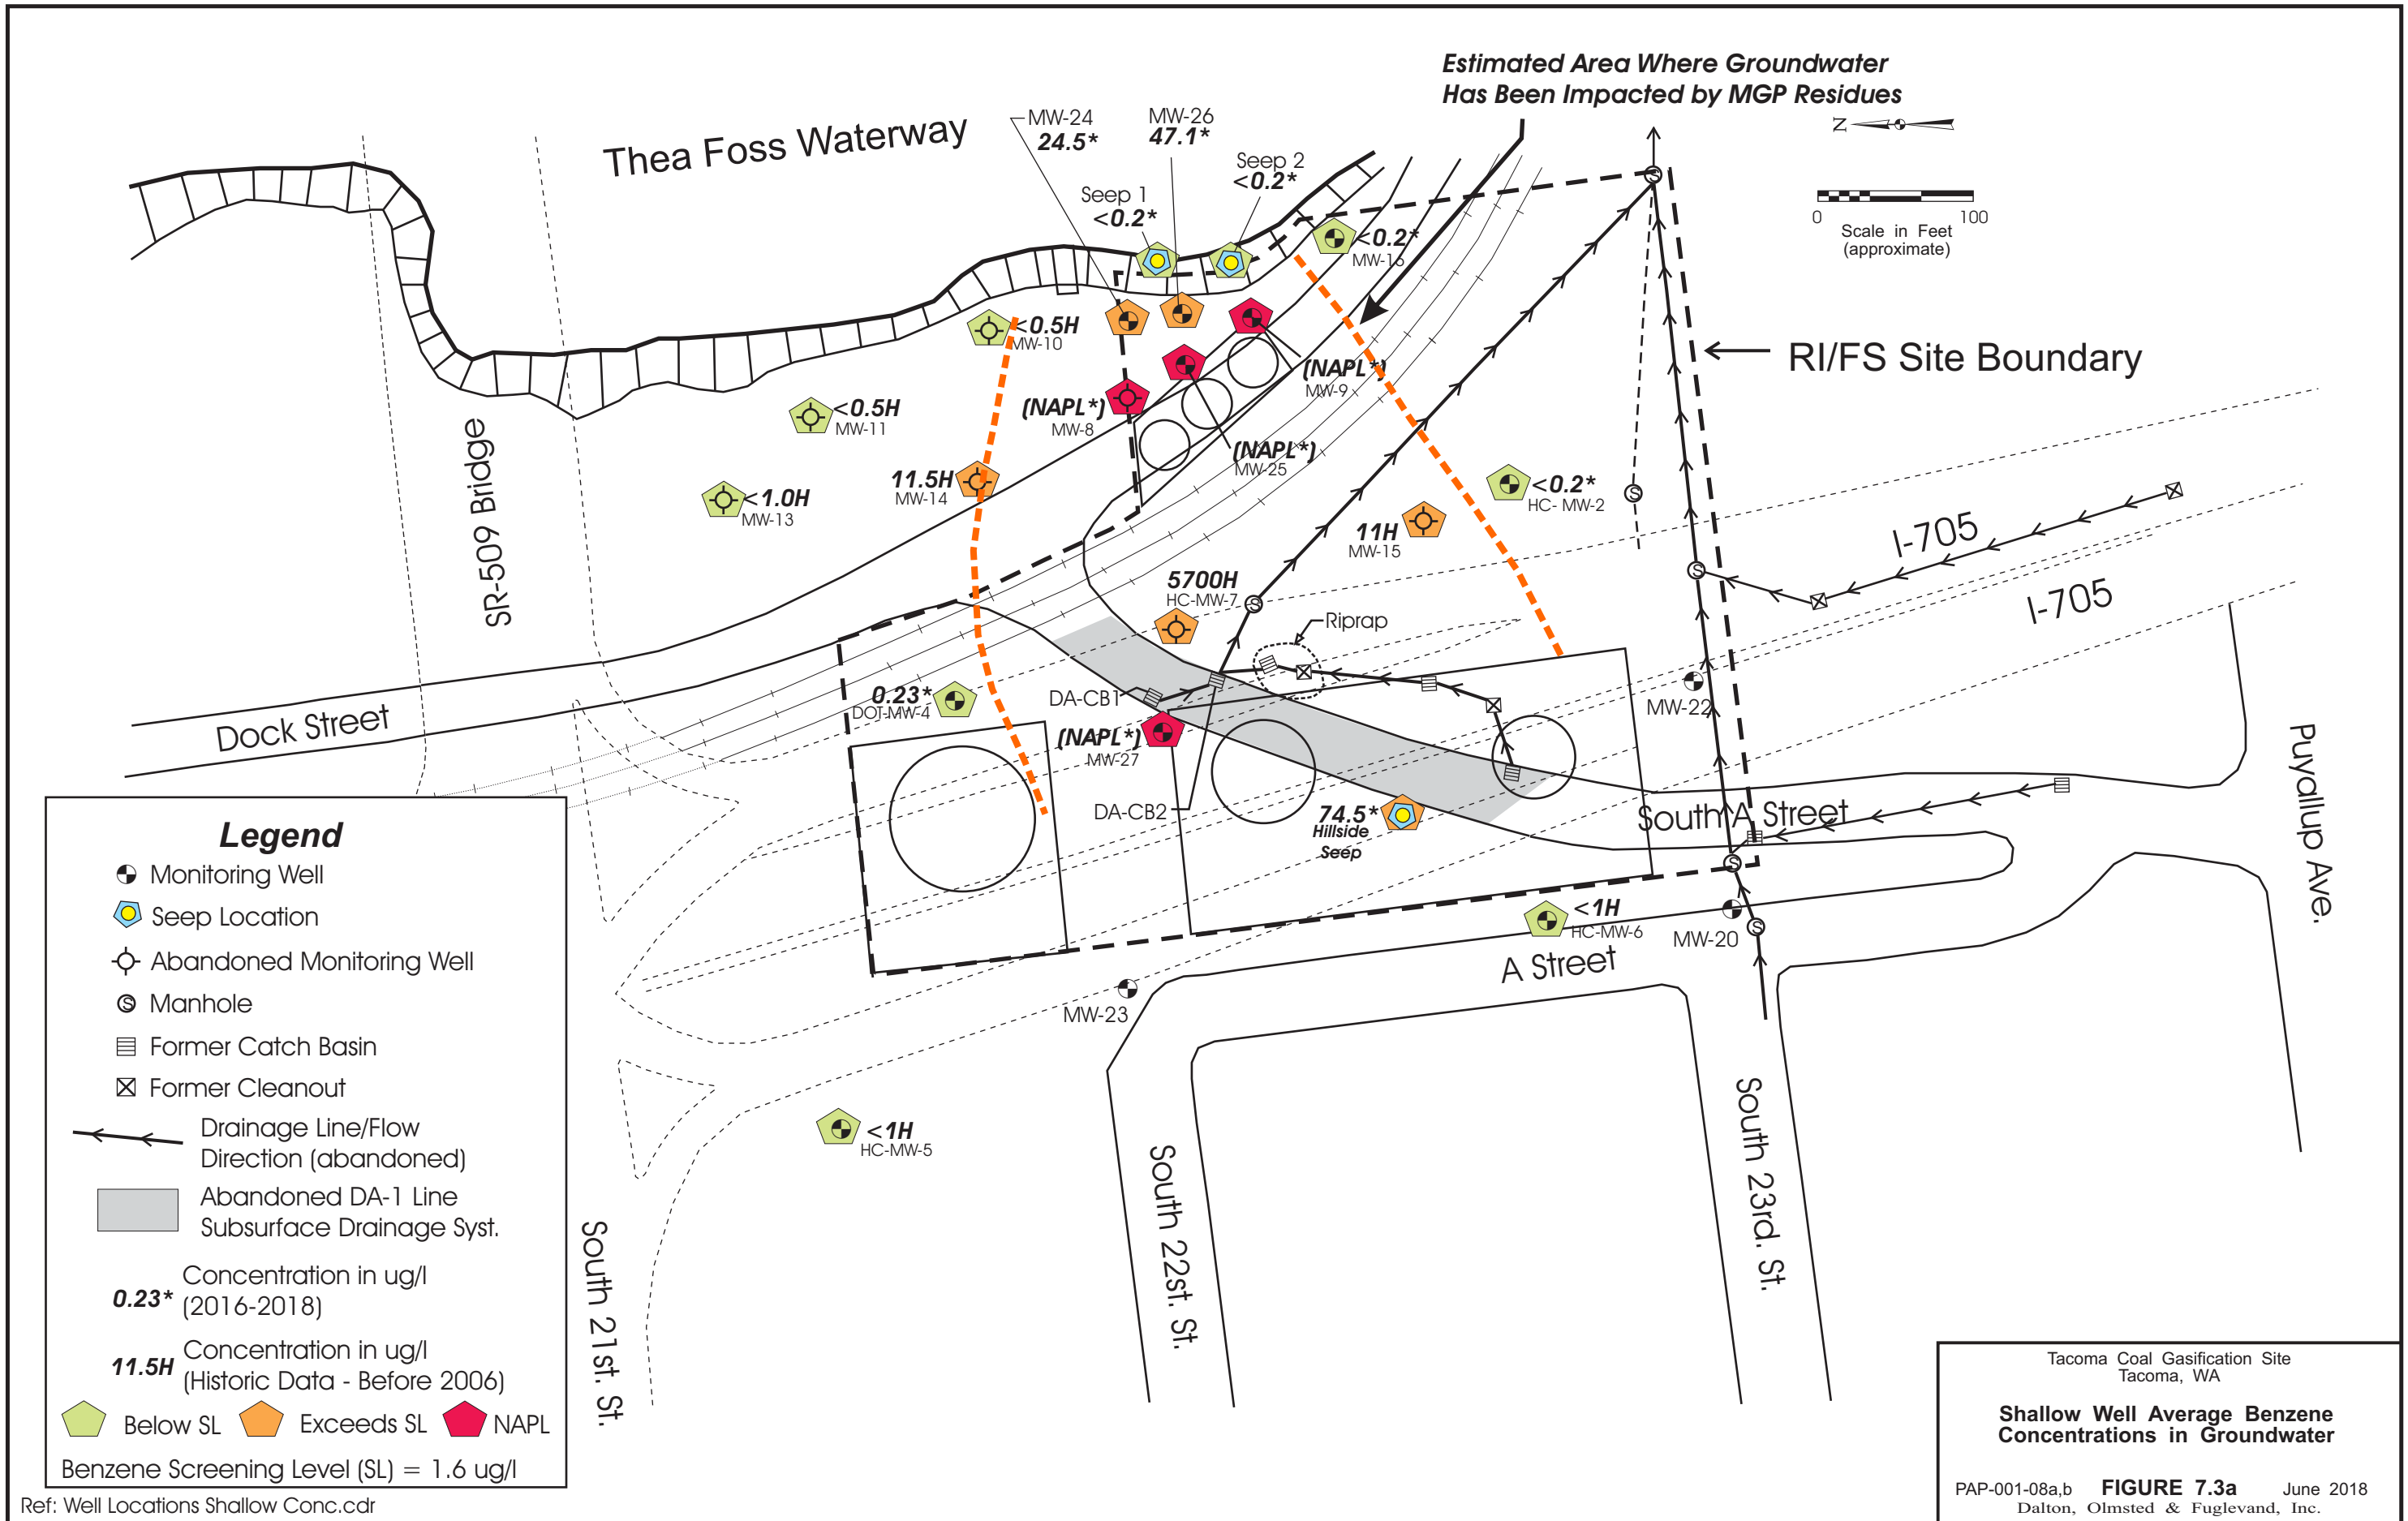 Estimated Area Where Groundwater
Has Been Impacted by MGP Residues
N
0 100
Scale in Feet
(approximate)
Thea Foss Waterway
MW-24
24.5*
MW-26
47.1*
Seep 1
<0.2*
Seep 2
<0.2*
<0.2*
MW-16
<0.5H
MW-10
<0.5H
MW-11
<1.0H
MW-13
11.5H
MW-14
(NAPL*)
MW-8
(NAPL*)
MW-9
(NAPL*)
MW-25
RI/FS Site Boundary
<0.2*
HC- MW-2
11H
MW-15
5700H
HC-MW-7
Riprap
I-705
I-705
SR-509 Bridge
Dock Street
0.23*
DOT-MW-4
DA-CB1
(NAPL*)
MW-27
DA-CB2
74.5*
Hillside
Seep
MW-22
South A Street
Puyallup Ave.
<1H
HC-MW-6
MW-20
A Street
MW-23
<1H
HC-MW-5
South 21st. St.
South 22st. St.
South 23rd. St.
Legend
Monitoring Well
Seep Location
Abandoned Monitoring Well
S Manhole
Former Catch Basin
Former Cleanout
Drainage Line/Flow
Direction (abandoned)
Abandoned DA-1 Line
Subsurface Drainage Syst.
Concentration in ug/l
0.23* (2016-2018)
Concentration in ug/l
11.5H (Historic Data - Before 2006)
Below SL Exceeds SL NAPL
Benzene Screening Level (SL) = 1.6 ug/l
Ref: Well Locations Shallow Conc.cdr
Tacoma Coal Gasification Site
Tacoma, WA
Shallow Well Average Benzene
Concentrations in Groundwater
PAP-001-08a,b FIGURE 7.3a June 2018
Dalton, Olmsted & Fuglevand, Inc.